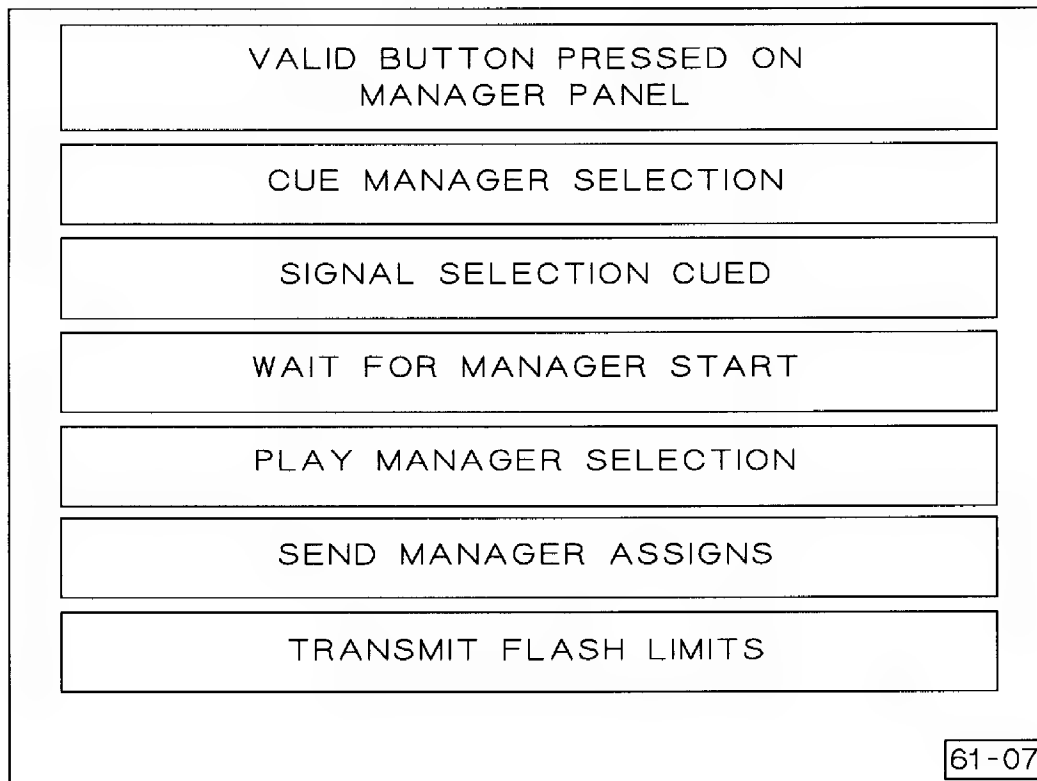 VALID BUTTON PRESSED ON
MANAGER PANEL
CUE MANAGER SELECTION
SIGNAL SELECTION CUED
WAIT FOR MANAGER START
PLAY MANAGER SELECTION
SEND MANAGER ASSIGNS
TRANSMIT FLASH LIMITS
61-07